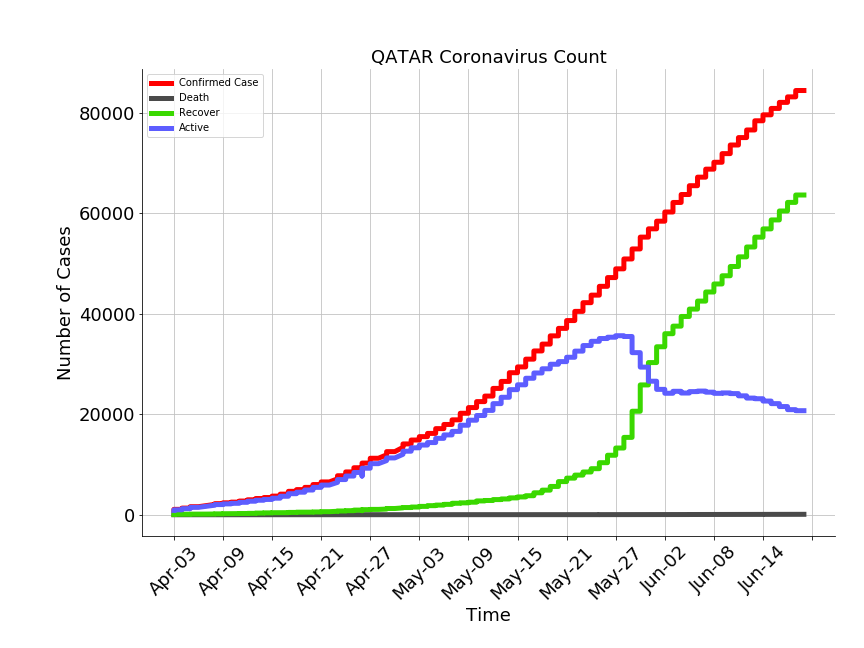 QATAR Coronavirus Count
Confirmed Case
Death
Recover
Active
80000
60000
40000
20000
0
Number of Cases
Apr-03
Apr-09
Apr-15
Apr-21
Apr-27
May-03
May-09
May-15
May-21
May-27
Jun-02
Jun-08
Jun-14
Time